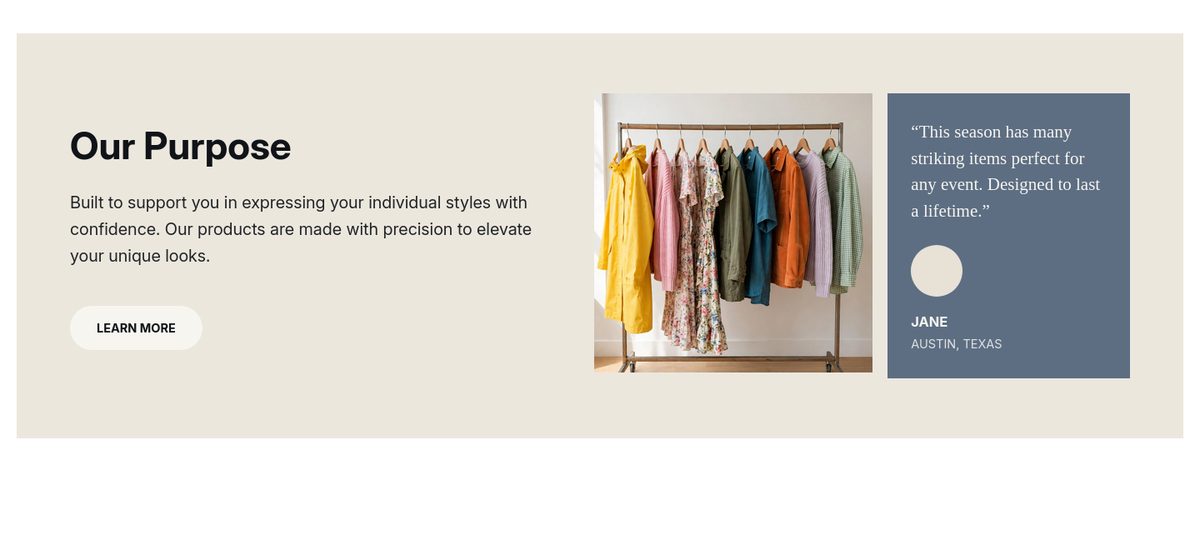 Our Purpose
Built to support you in expressing your individual styles with
confidence. Our products are made with precision to elevate
your unique looks.
LEARN MORE
“This season has many
striking items perfect for
any event. Designed to last
a lifetime.”
JANE
AUSTIN, TEXAS